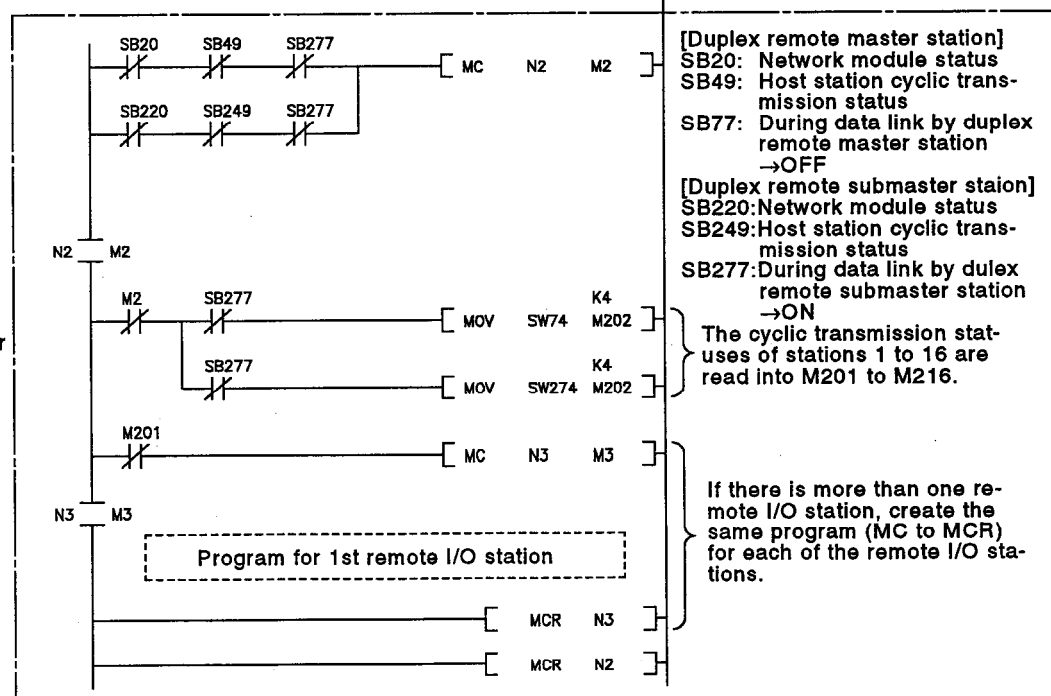 SB20 SB49 SB277
MC N2 M2
SB220 SB249 SB277
N2 M2
M2 SB277 K4
MOV SW74 M202
SB277 K4
MOV SW274 M202
M201
MC N3 M3
N3 M3
Program for 1st remote I/O station
MCR N3
MCR N2
r
[Duplex remote master station]
SB20: Network module status
SB49: Host station cyclic trans-
mission status
SB77: During data link by duplex
remote master station
→OFF
[Duplex remote submaster staion]
SB220:Network module status
SB249:Host station cyclic trans-
mission status
SB277:During data link by dulex
remote submaster station
→ON
The cyclic transmission stat-
uses of stations 1 to 16 are
read into M201 to M216.
If there is more than one re-
mote I/O station, create the
same program (MC to MCR)
for each of the remote I/O sta-
tions.